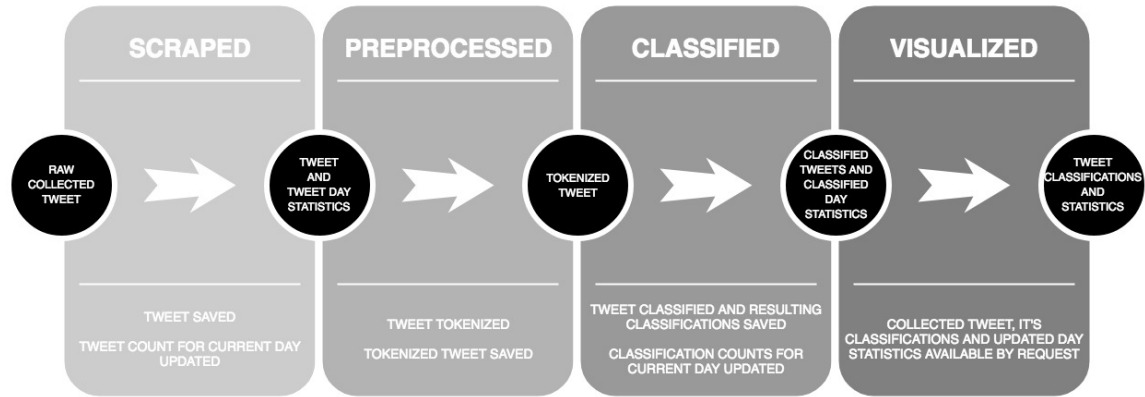 SCRAPED
PREPROCESSED
CLASSIFIED
VISUALIZED
RAW
COLLECTED
TWEET
TWEET
AND
TWEET DAY
STATISTICS
TOKENIZED
TWEET
CLASSIFIED
TWEETS AND
CLASSIFIED
DAY
STATISTICS
TWEET
CLASSIFICATIONS
AND
STATISTICS
TWEET SAVED
TWEET COUNT FOR CURRENT DAY
UPDATED
TWEET TOKENIZED
TOKENIZED TWEET SAVED
TWEET CLASSIFIED AND RESULTING
CLASSIFICATIONS SAVED
CLASSIFICATION COUNTS FOR
CURRENT DAY UPDATED
COLLECTED TWEET, IT'S
CLASSIFICATIONS AND UPDATED DAY
STATISTICS AVAILABLE BY REQUEST